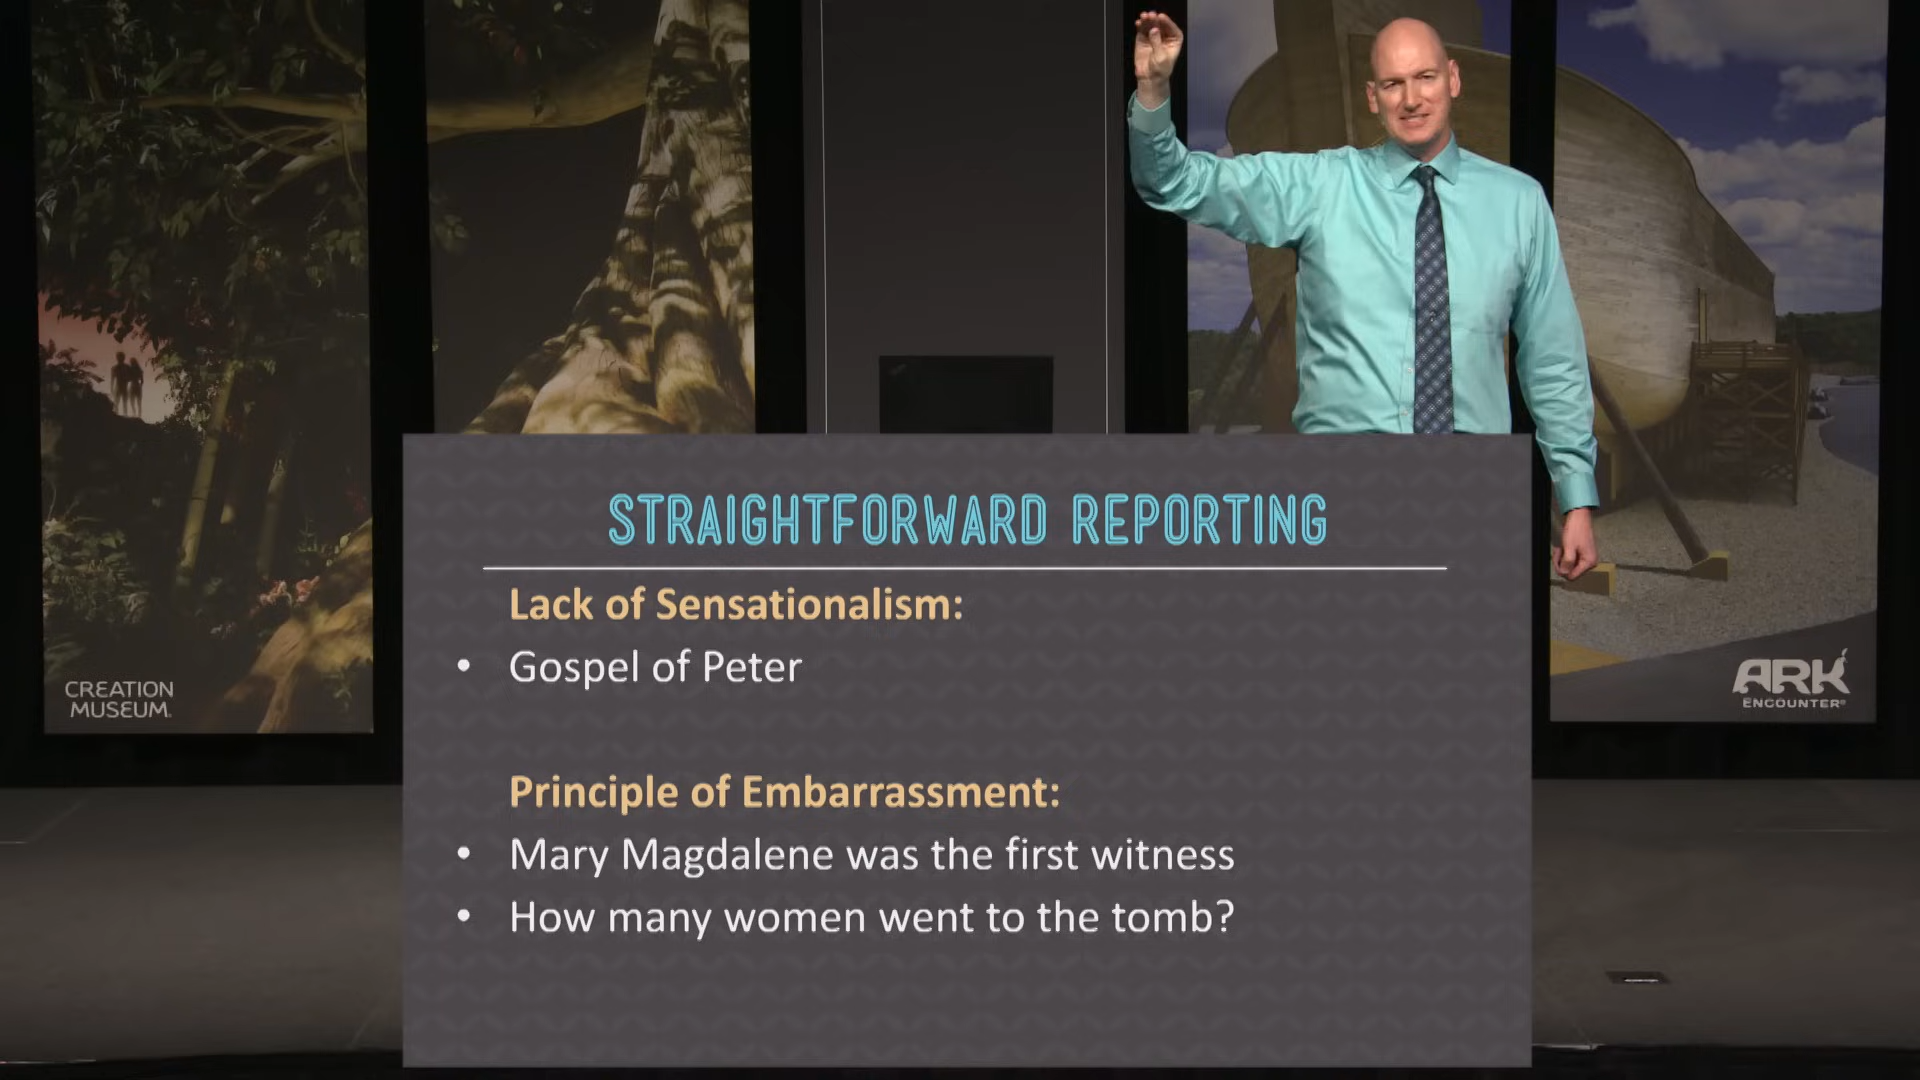 STRAIGHTFORWARD REPORTING
Lack of Sensationalism:
• Gospel of Peter
Principle of Embarrassment:
• Mary Magdalene was the first witness
• How many women went to the tomb?
CREATION
MUSEUM.
ARK
ENCOUNTER®